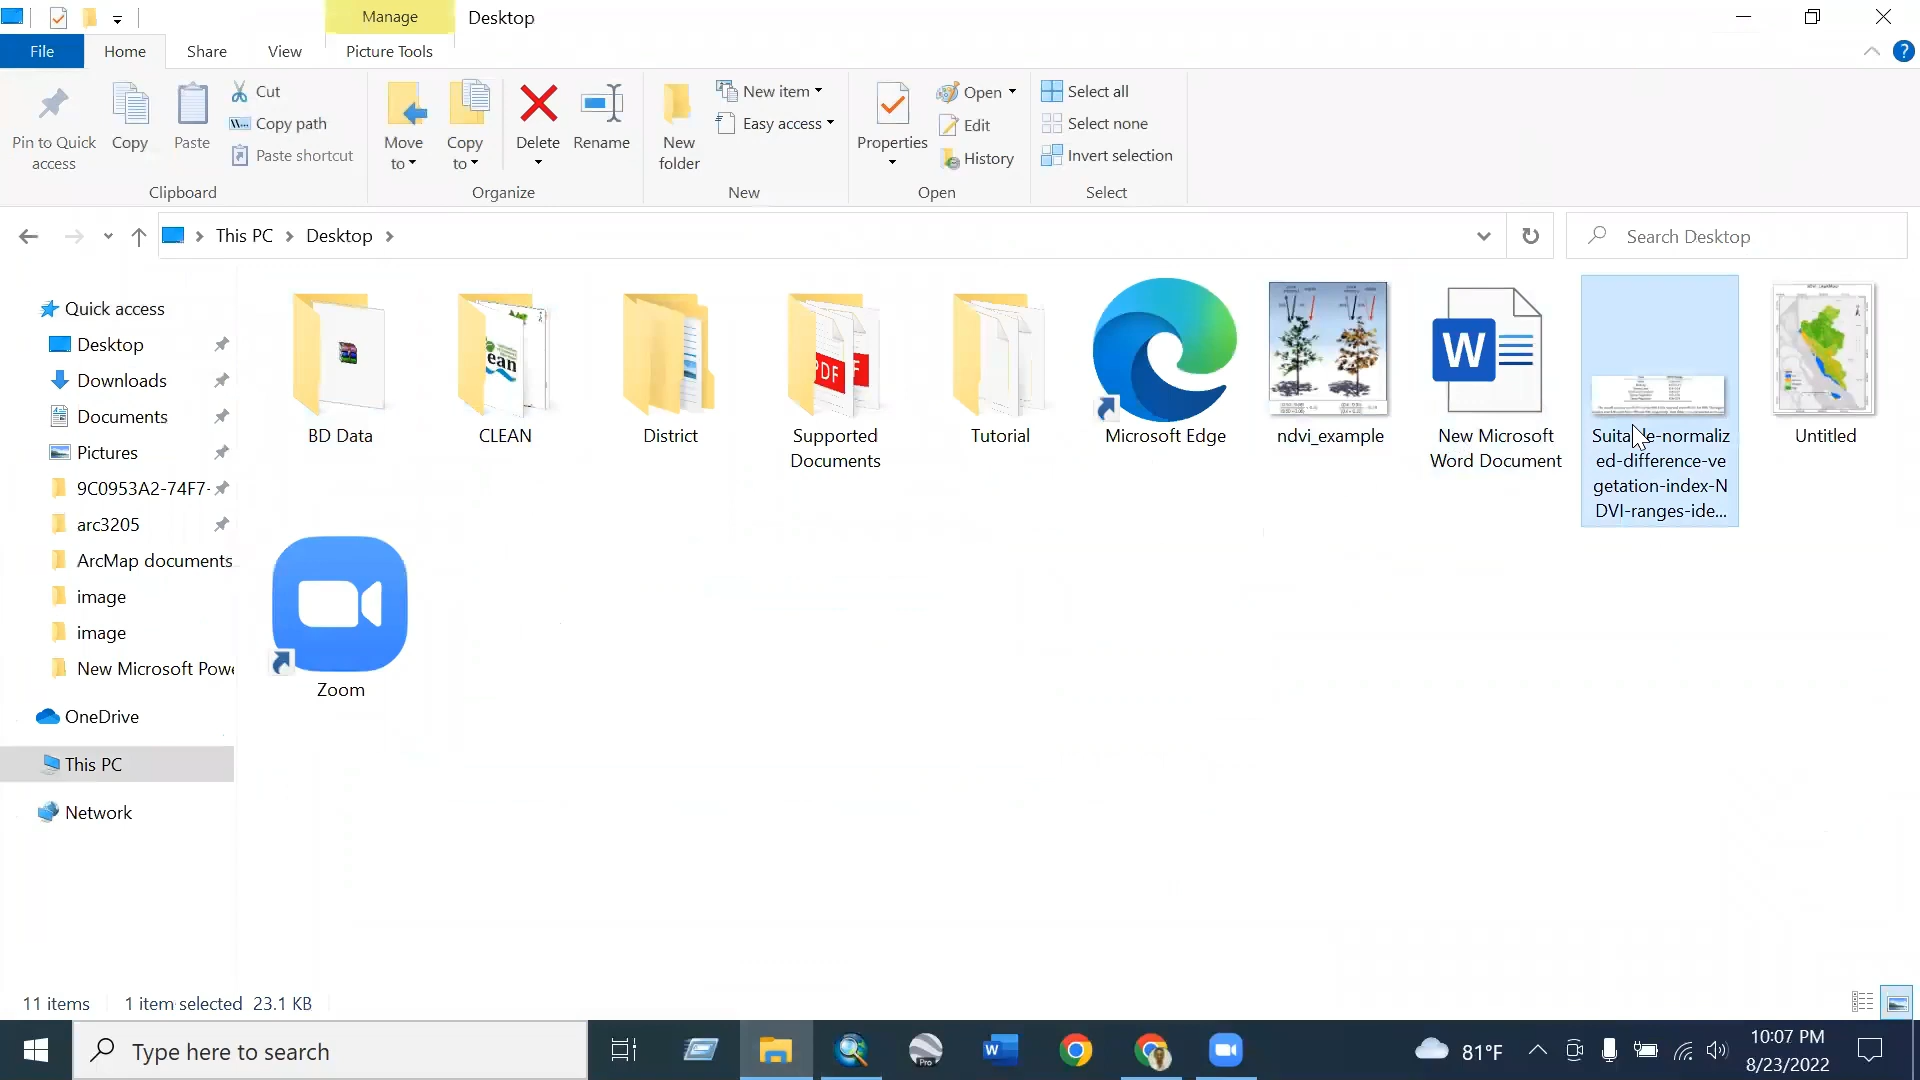 Manage
Desktop
File
Home
Share
View
Picture Tools
Pin to Quick access
Copy
Paste
Cut
Copy path
Paste shortcut
Clipboard
Move to
Copy to
Delete
Rename
Organize
New folder
New item
Easy access
New
Properties
Open
Edit
History
Open
Select all
Select none
Invert selection
Select
This PC
Desktop
Search Desktop
Quick access
Desktop
Downloads
Documents
Pictures
9C0953A2-74F7-
arc3205
ArcMap documents
image
image
New Microsoft Powe
OneDrive
This PC
Network
BD Data
CLEAN
District
Supported
Documents
Tutorial
Microsoft Edge
ndvi_example
New Microsoft
Word Document
ed-difference-ve
getation-index-N
DVI-ranges-ide...
Untitled
Zoom
11 items
1 item selected 23.1 KB
Type here to search
81°F
10:07 PM
8/23/2022